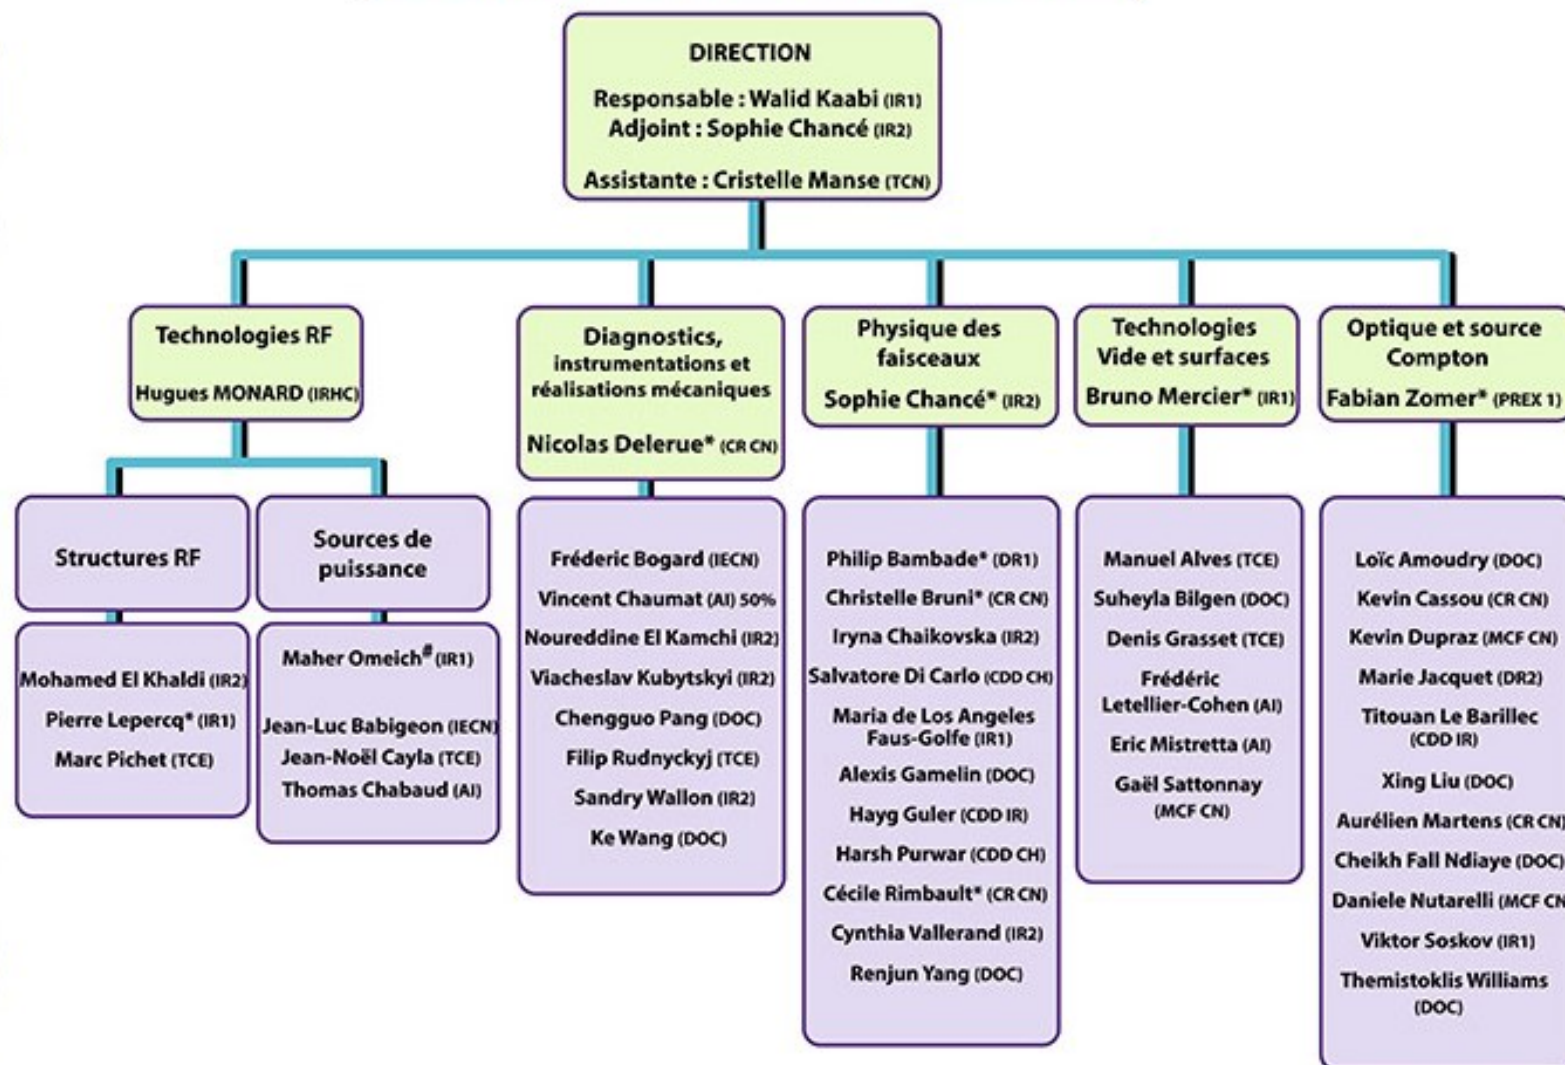 DIRECTION
Responsable : Walid Kaabi (IR1)
Adjoint : Sophie Chancé (IR2)
Assistante : Cristelle Manse (TCN)
Technologies RF
Hugues MONARD (IRHC)
Diagnostics,
instrumentations et
réalisations mécaniques
Nicolas Delerue* (CR CN)
Physique des
faisceaux
Sophie Chancé* (IR2)
Technologies
Vide et surfaces
Bruno Mercier* (IR1)
Optique et source
Compton
Fabian Zomer* (PREX 1)
Structures RF
Mohamed El Khaldi (IR2)
Pierre Lepercq* (IR1)
Marc Pichet (TCE)
Sources de
puissance
Maher Omeich# (IR1)
Jean-Luc Babigeon (IECN)
Jean-Noël Cayla (TCE)
Thomas Chabaud (AI)
Fréderic Bogard (IECN)
Vincent Chaumat (AI) 50%
Noureddine El Kamchi (IR2)
Viacheslav Kubytskyi (IR2)
Chengguo Pang (DOC)
Filip Rudnyckyj (TCE)
Sandry Wallon (IR2)
Ke Wang (DOC)
Philip Bambade* (DR1)
Christelle Bruni* (CR CN)
Iryna Chaikovska (IR2)
Salvatore Di Carlo (CDD CH)
Maria de Los Angeles
Faus-Golfe (IR1)
Alexis Gamelin (DOC)
Hayg Guler (CDD IR)
Harsh Purwar (CDD CH)
Cécile Rimbault* (CR CN)
Cynthia Vallerand (IR2)
Renjun Yang (DOC)
Manuel Alves (TCE)
Suheyla Bilgen (DOC)
Denis Grasset (TCE)
Frédéric
Letellier-Cohen (AI)
Eric Mistretta (AI)
Gaël Sattonnay
(MCF CN)
Loïc Amoudry (DOC)
Kevin Cassou (CR CN)
Kevin Dupraz (MCF CN)
Marie Jacquet (DR2)
Titouan Le Barillec
(CDD IR)
Xing Liu (DOC)
Aurélien Martens (CR CN)
Cheikh Fall Ndiaye (DOC)
Daniele Nutarelli (MCF CN
Viktor Soskov (IR1)
Themistoklis Williams
(DOC)